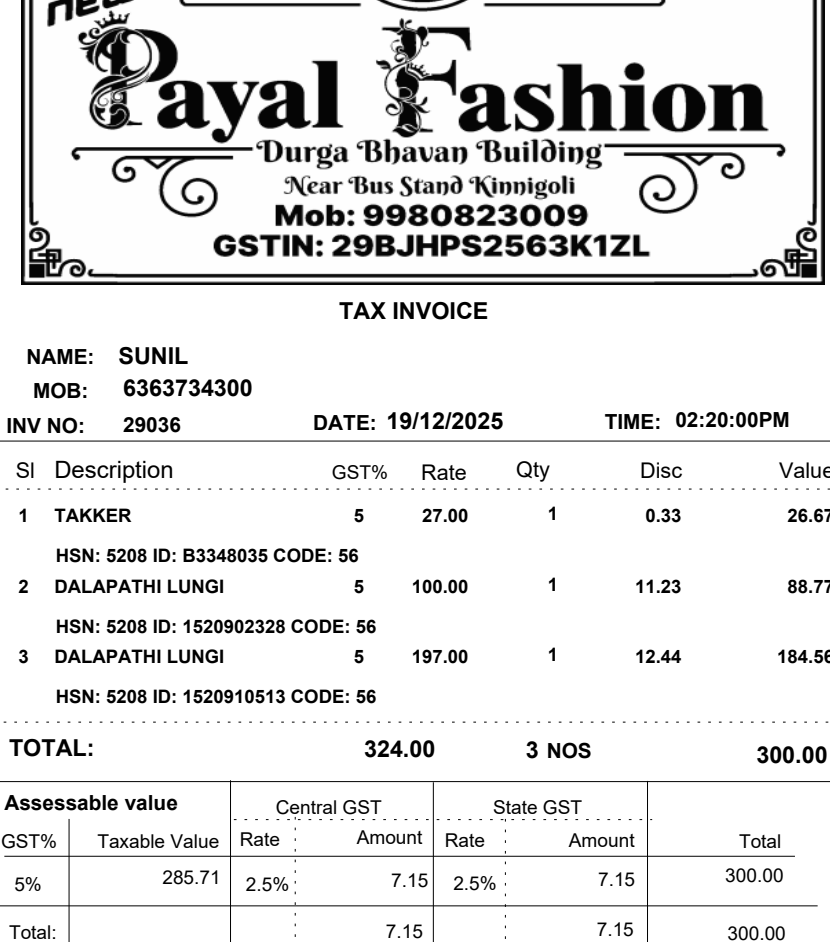 new
Payal Fashion
Durga Bhavan Building
Near Bus Stand Kinnigoli
Mob: 9980823009
GSTIN: 29BJHPS2563K1ZL
TAX INVOICE
NAME: SUNIL
MOB: 6363734300
INV NO: 29036 DATE: 19/12/2025 TIME: 02:20:00PM
Sl Description GST% Rate Qty Disc Value
1 TAKKER 5 27.00 1 0.33 26.67
HSN: 5208 ID: B3348035 CODE: 56
2 DALAPATHI LUNGI 5 100.00 1 11.23 88.77
HSN: 5208 ID: 1520902328 CODE: 56
3 DALAPATHI LUNGI 5 197.00 1 12.44 184.56
HSN: 5208 ID: 1520910513 CODE: 56
TOTAL: 324.00 3 NOS 300.00
Assessable value Central GST State GST
GST% Taxable Value Rate Amount Rate Amount Total
5% 285.71 2.5% 7.15 2.5% 7.15 300.00
Total: 7.15 7.15 300.00